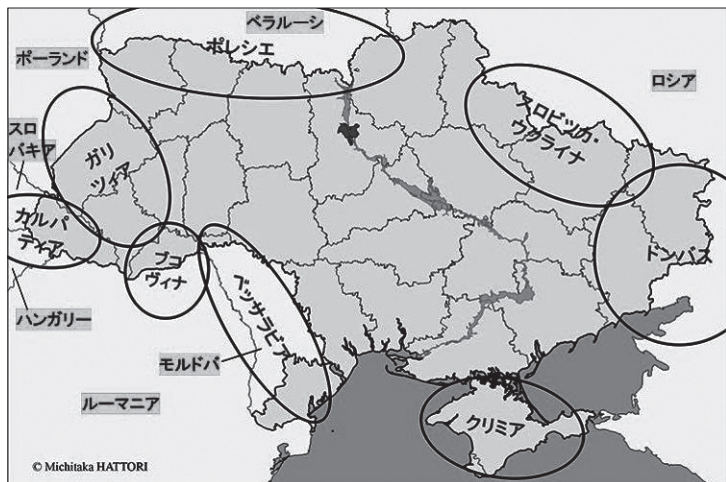 ベラルーシ
ポレシエ
ポーランド
ロシア
スロボツカ・
ウクライナ
スロ
バキア
ガリ
ツィア
カルパ
ティア
ブコ
ヴィナ
ベッサラビア
ドンバス
ハンガリー
モルドバ
ルーマニア
クリミア
© Michitaka HATTORI